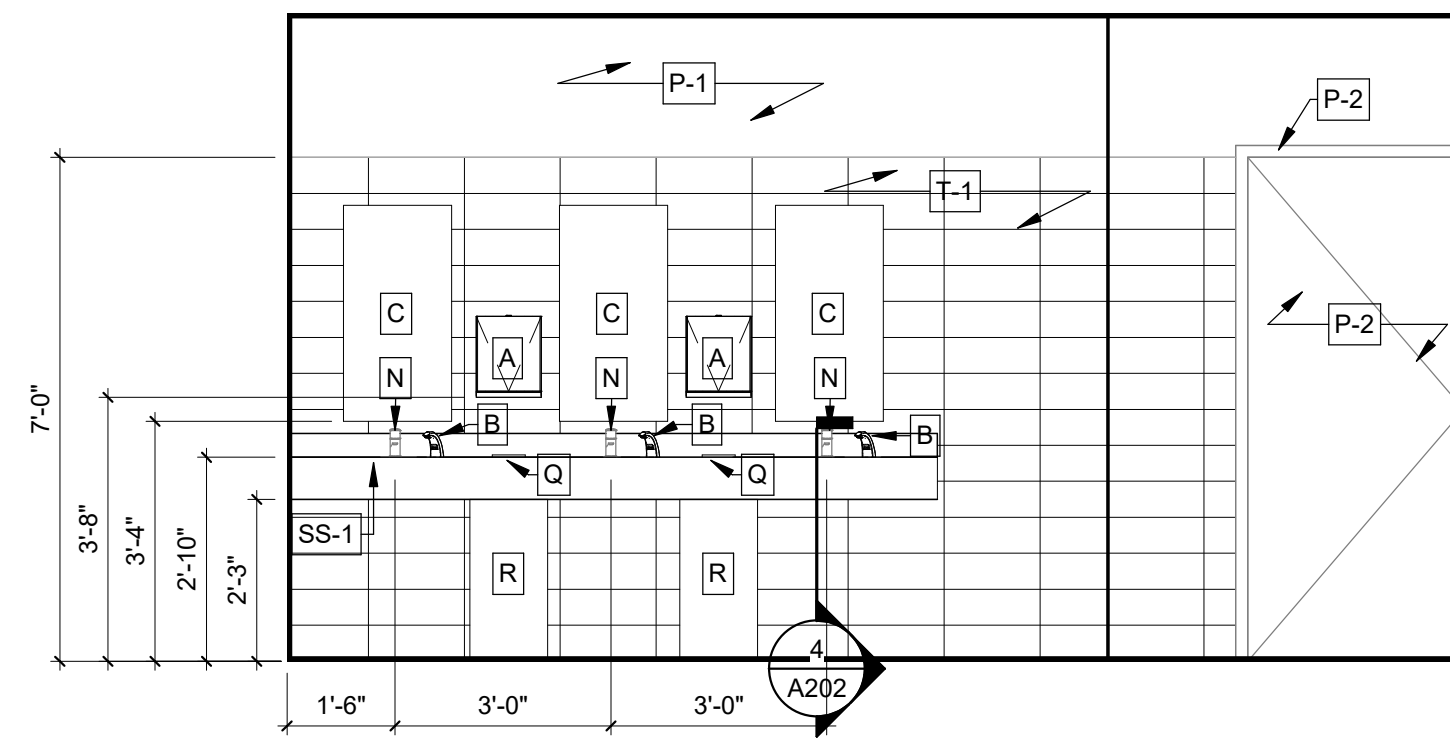 P-1
P-2
T-1
P-2
C
C
C
A
A
N
N
N
B
B
B
Q
Q
SS-1
R
R
7'-0"
3'-8"
3'-4"
2'-10"
2'-3"
4
A202
1'-6"
3'-0"
3'-0"